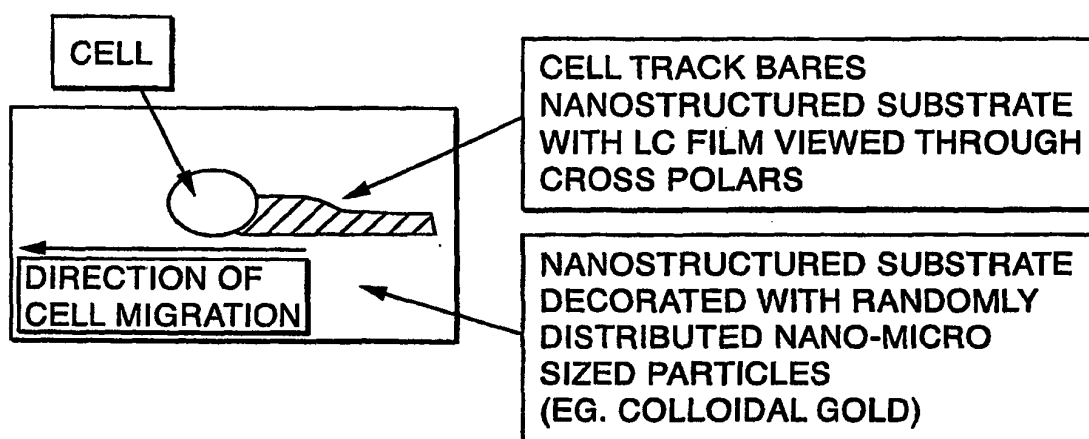 CELL
CELL TRACK BARES
NANOSTRUCTURED SUBSTRATE
WITH LC FILM VIEWED THROUGH
CROSS POLARS
DIRECTION OF
CELL MIGRATION
NANOSTRUCTURED SUBSTRATE
DECORATED WITH RANDOMLY
DISTRIBUTED NANO-MICRO
SIZED PARTICLES
(EG. COLLOIDAL GOLD)